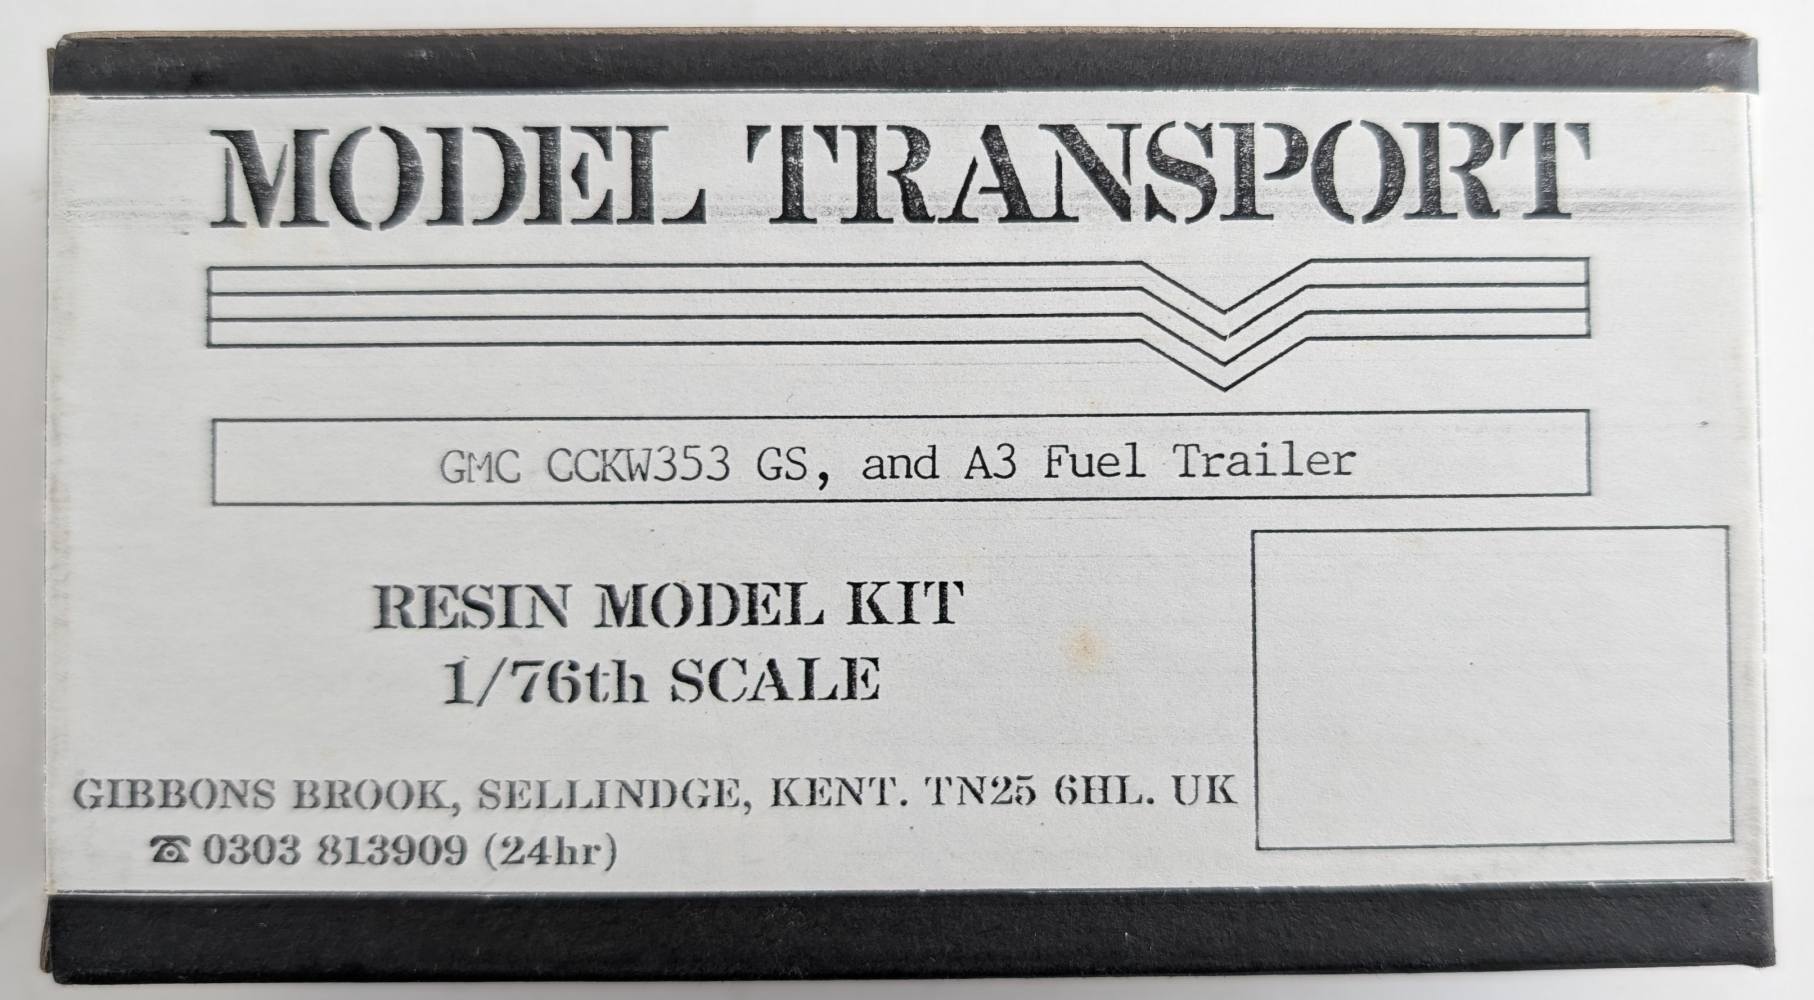 MODEL TRANSPORT
GMC CCKW353 GS, and A3 Fuel Trailer
RESIN MODEL KIT
1/76th SCALE
GIBBONS BROOK, SELLINDGE, KENT. TN25 6HL. UK
☎ 0303 813909 (24hr)